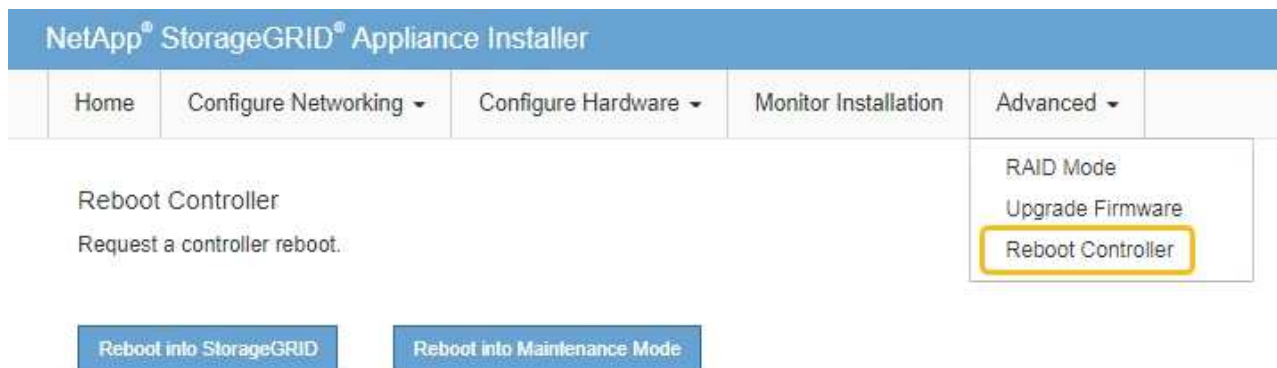 NetApp® StorageGRID® Appliance Installer
Home Configure Networking Configure Hardware Monitor Installation Advanced
RAID Mode
Upgrade Firmware
Reboot Controller
Reboot Controller
Request a controller reboot.
Reboot into StorageGRID Reboot into Maintenance Mode